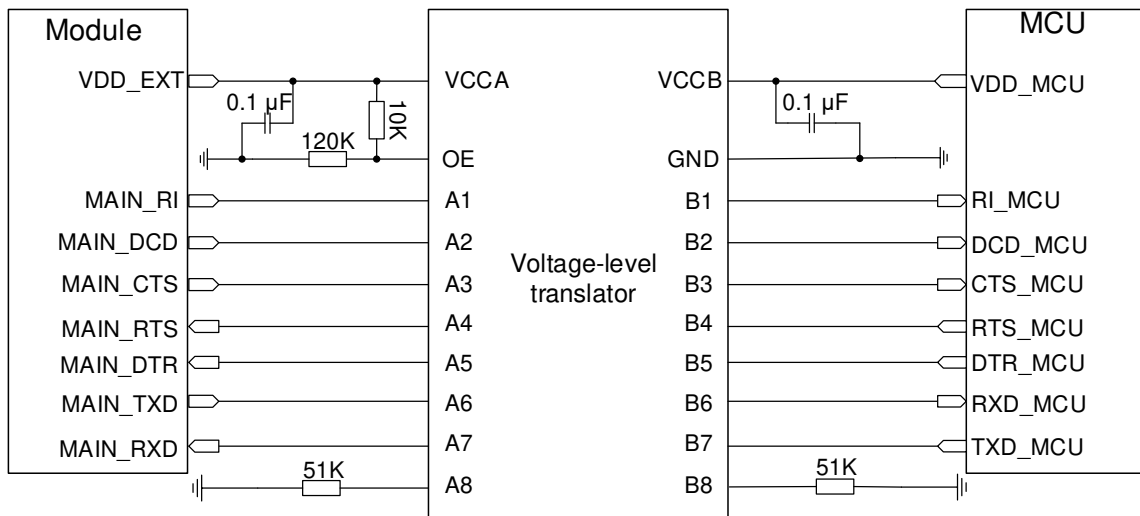 Module
MCU
VDD_EXT
VCCA
VCCB
VDD_MCU
0.1 µF
10K
0.1 µF
120K
OE
GND
MAIN_RI
A1
B1
RI_MCU
MAIN_DCD
A2
B2
DCD_MCU
Voltage-level
translator
MAIN_CTS
A3
B3
CTS_MCU
MAIN_RTS
A4
B4
RTS_MCU
MAIN_DTR
A5
B5
DTR_MCU
MAIN_TXD
A6
B6
RXD_MCU
MAIN_RXD
A7
B7
TXD_MCU
51K
A8
B8
51K